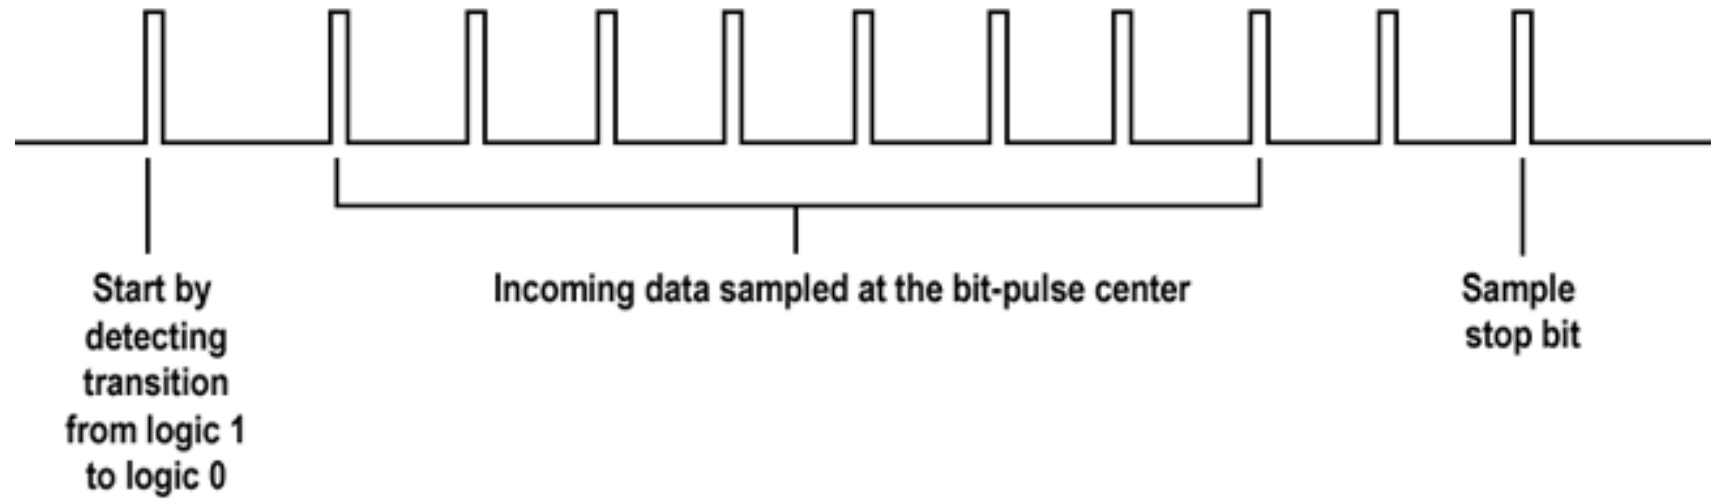 Start by
detecting
transition
from logic 1
to logic 0
Incoming data sampled at the bit-pulse center
Sample
stop bit